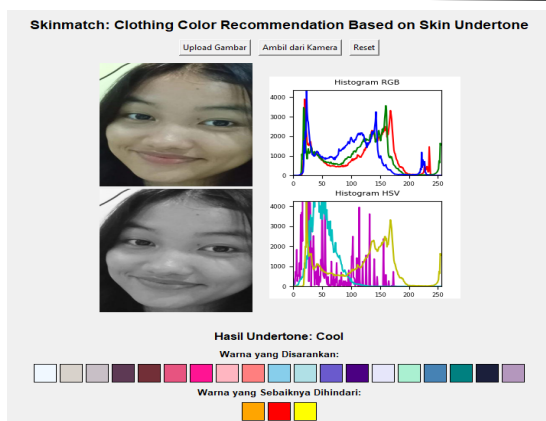 Skinmatch: Clothing Color Recommendation Based on Skin Undertone
Upload Gambar Ambil dari Kamera Reset
Histogram RGB
4000
3000
2000
1000
0
0 50 100 150 200 250
Histogram HSV
4000
3000
2000
1000
0
0 50 100 150 200 250
Hasil Undertone: Cool
Warna yang Disarankan:
Warna yang Sebaiknya Dihindari: